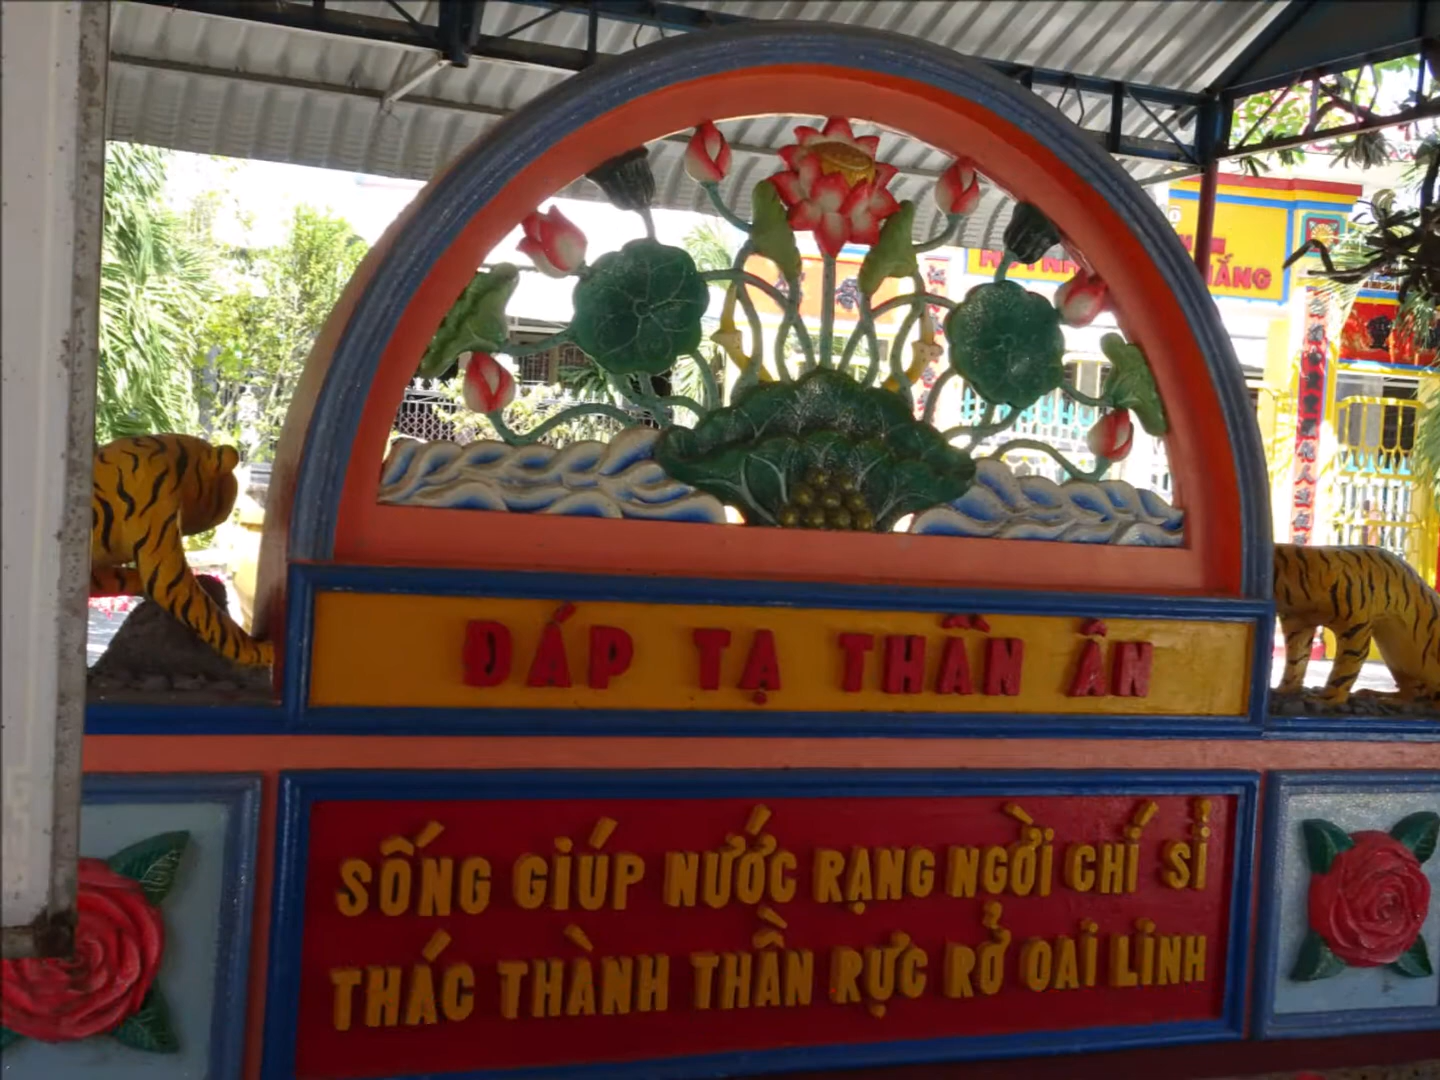 ĐÁP TẠ THẦN ÂN
SỐNG GIÚP NƯỚC RẠNG NGỜI CHÍ SĨ
THÁC THÀNH THẦN RỰC RỠ OAI LINH